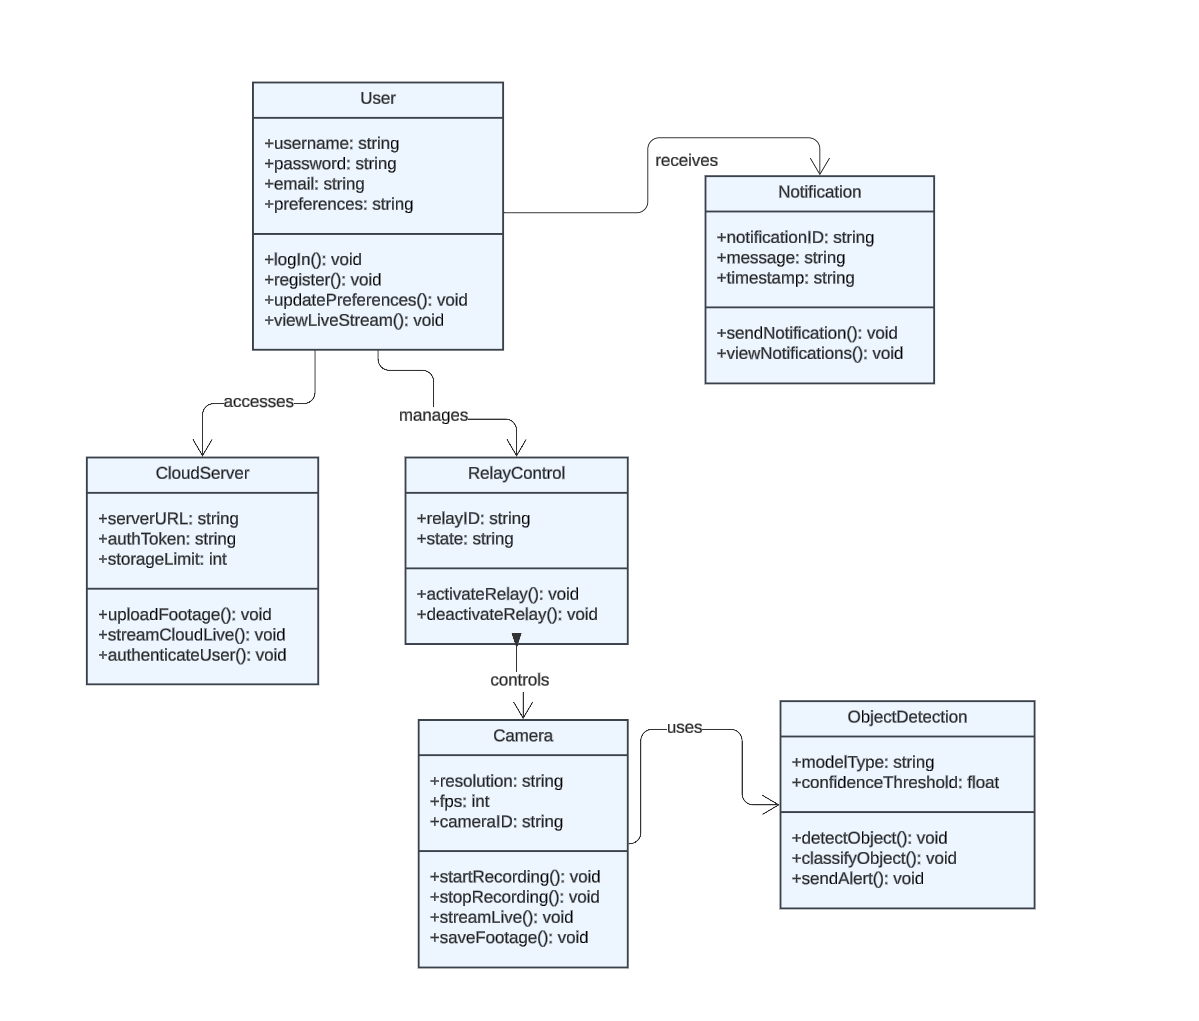 User
+username: string
+password: string
+email: string
+preferences: string
+logIn(): void
+register(): void
+updatePreferences(): void
+viewLiveStream(): void
receives
Notification
+notificationID: string
+message: string
+timestamp: string
+sendNotification(): void
+viewNotifications(): void
accesses
manages
CloudServer
+serverURL: string
+authToken: string
+storageLimit: int
+uploadFootage(): void
+streamCloudLive(): void
+authenticateUser(): void
RelayControl
+relayID: string
+state: string
+activateRelay(): void
+deactivateRelay(): void
controls
Camera
+resolution: string
+fps: int
+cameraID: string
+startRecording(): void
+stopRecording(): void
+streamLive(): void
+saveFootage(): void
uses
ObjectDetection
+modelType: string
+confidenceThreshold: float
+detectObject(): void
+classifyObject(): void
+sendAlert(): void